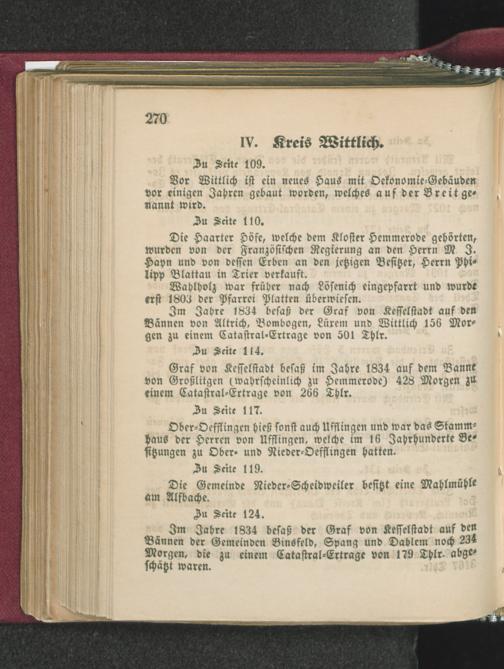 270
IV. Kreis Wittlich.
Zu Seite 109.
Vor Wittlich ist ein neues Haus mit Oekonomie-Gebäuden
vor einigen Jahren gebaut worden, welches auf der Breit ge-
nannt wird.
Zu Seite 110.
Die Haarter Höfe, welche dem Kloster Hemmerode gehörten,
wurden von der Französischen Regierung an den Herrn M. J.
Hayn und von dessen Erben an den jetzigen Besitzer, Herrn Phi-
lipp Blattau in Trier verkauft.
Wahlholz war früher nach Lösenich eingepfarrt und wurde
erst 1803 der Pfarrei Platten überwiesen.
Im Jahre 1834 besaß der Graf von Kesselstadt auf den
Bännen von Altrich, Bombogen, Lüxem und Wittlich 156 Mor-
gen zu einem Catastral-Ertrage von 501 Thlr.
Zu Seite 114.
Graf von Kesselstadt besaß im Jahre 1834 auf dem Banne
von Großlitgen (wahrscheinlich zu Hemmerode) 428 Morgen zu
einem Catastral-Ertrage von 266 Thlr.
Zu Seite 117.
Ober-Oefflingen hieß sonst auch Ufflingen und war das Stamm-
haus der Herren von Ufflingen, welche im 16 Jahrhunderte Be-
sitzungen zu Ober- und Nieder-Oefflingen hatten.
Zu Seite 119.
Die Gemeinde Nieder-Scheidweiler besitzt eine Mahlmühle
am Alfbache.
Zu Seite 124.
Im Jahre 1834 besaß der Graf von Kesselstadt auf den
Bännen der Gemeinden Binsfeld, Spang und Dahlem noch 234
Morgen, die zu einem Catastral-Ertrage von 179 Thlr. abge-
schätzt waren.